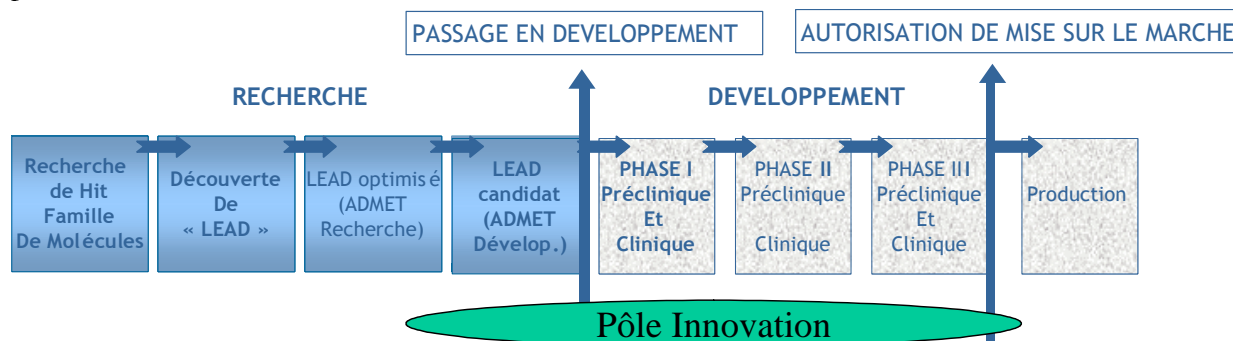 PASSAGE EN DEVELOPPEMENT
AUTORISATION DE MISE SUR LE MARCHE
RECHERCHE
DEVELOPPEMENT
Recherche
de Hit
Famille
De Molécules
Découverte
De
« LEAD »
LEAD optimisé
(ADMET
Recherche)
LEAD
candidat
(ADMET
Dévelop.)
PHASE I
Préclinique
Et
Clinique
PHASE II
Préclinique
Clinique
PHASE III
Préclinique
Et
Clinique
Production
Pôle Innovation